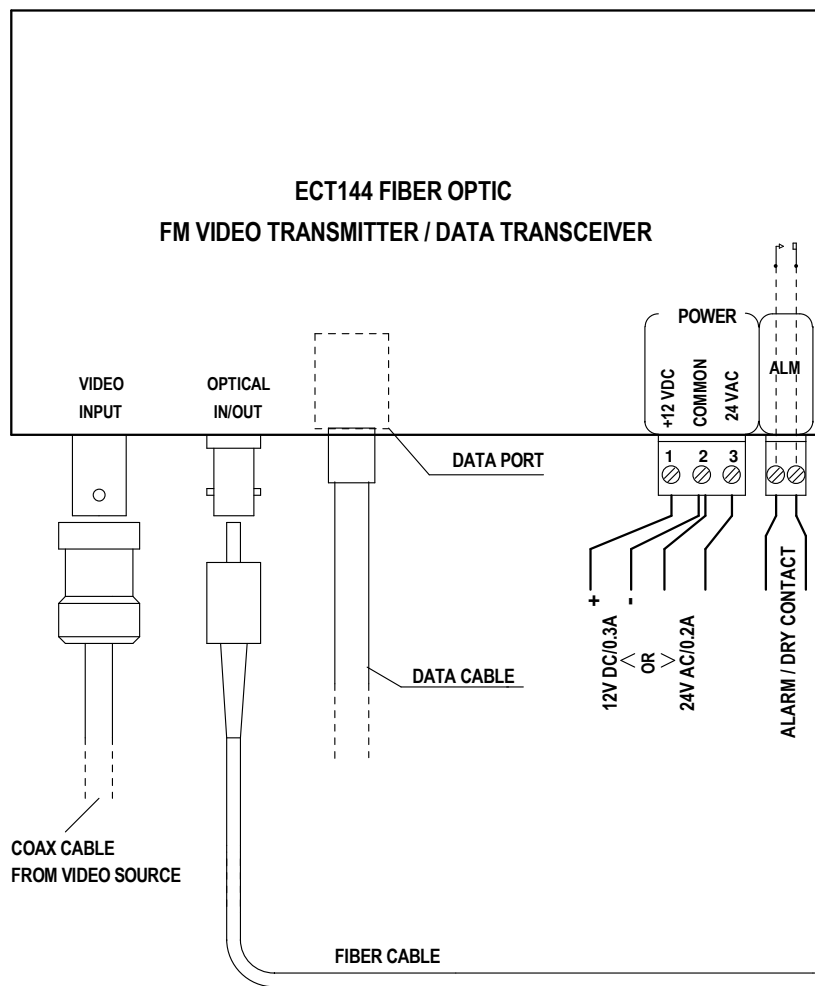 ECT144 FIBER OPTIC
FM VIDEO TRANSMITTER / DATA TRANSCEIVER
POWER
ALM
+12 VDC
COMMON
24 VAC
VIDEO
INPUT
OPTICAL
IN/OUT
DATA PORT
1 2 3
+ -
12V DC/0.3A
< OR >
24V AC/0.2A
ALARM / DRY CONTACT
DATA CABLE
COAX CABLE
FROM VIDEO SOURCE
FIBER CABLE